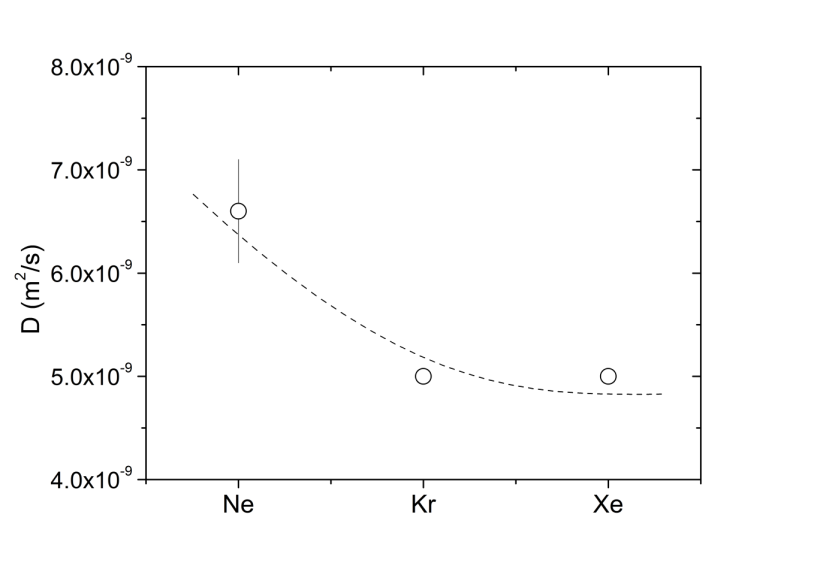 8.0x10⁻⁹
7.0x10⁻⁹
6.0x10⁻⁹
5.0x10⁻⁹
4.0x10⁻⁹
D (m²/s)
Ne Kr Xe